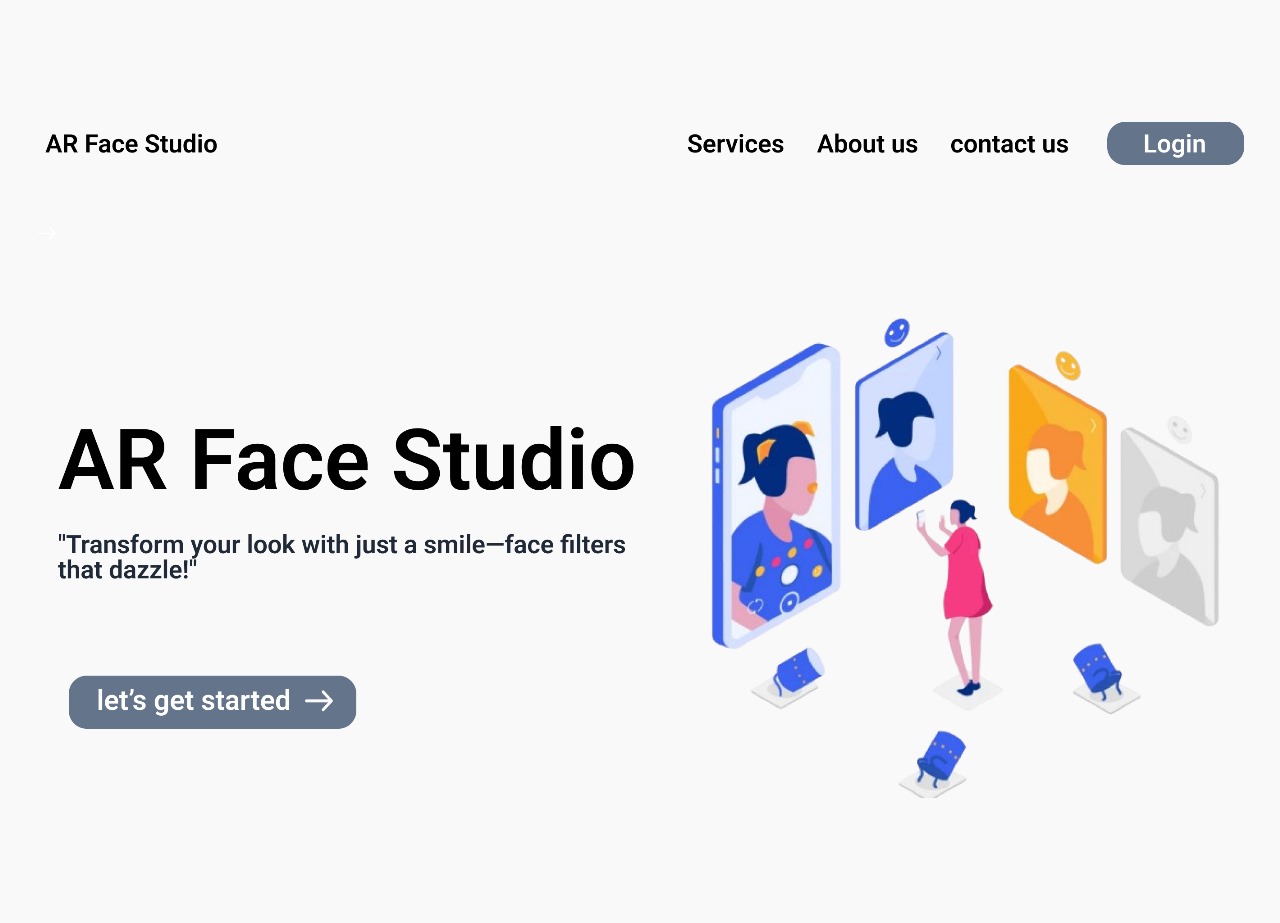 AR Face Studio
Services About us contact us Login
AR Face Studio
"Transform your look with just a smile—face filters
that dazzle!"
let’s get started →